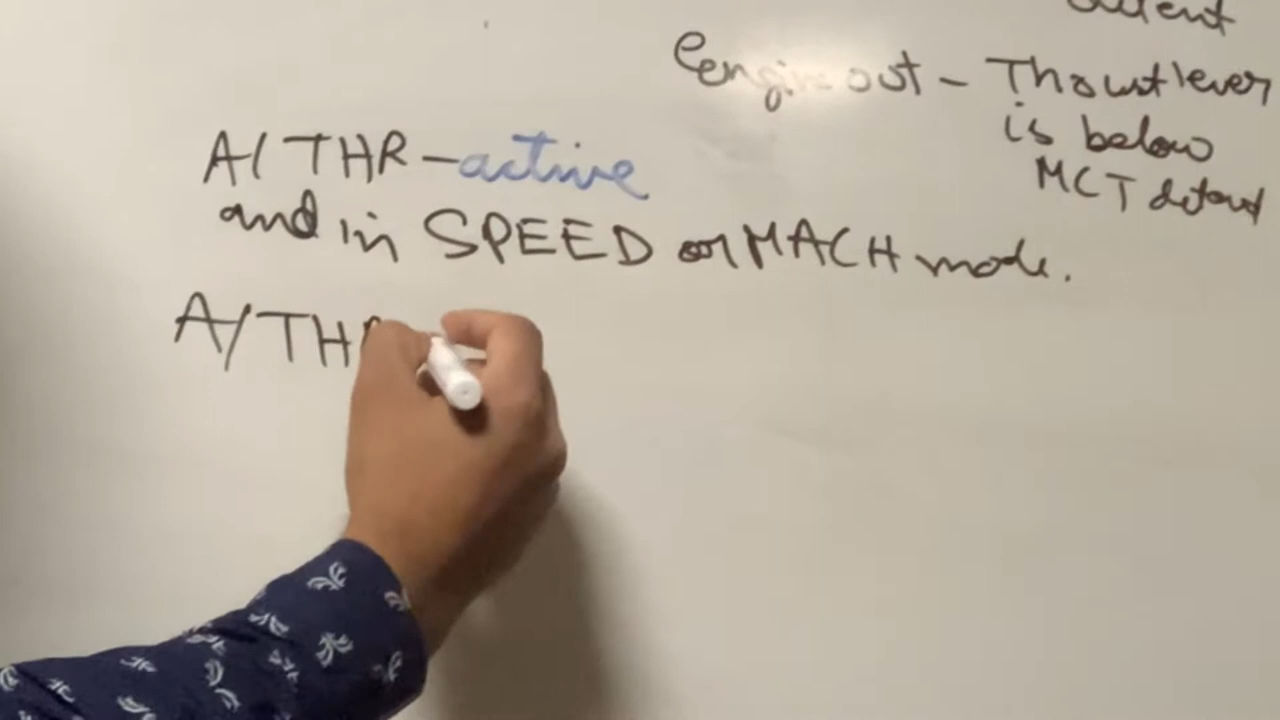 Engine out - Thrust lever
is below
MCT detent
A/THR - active
and in SPEED or MACH mode.
A/THR